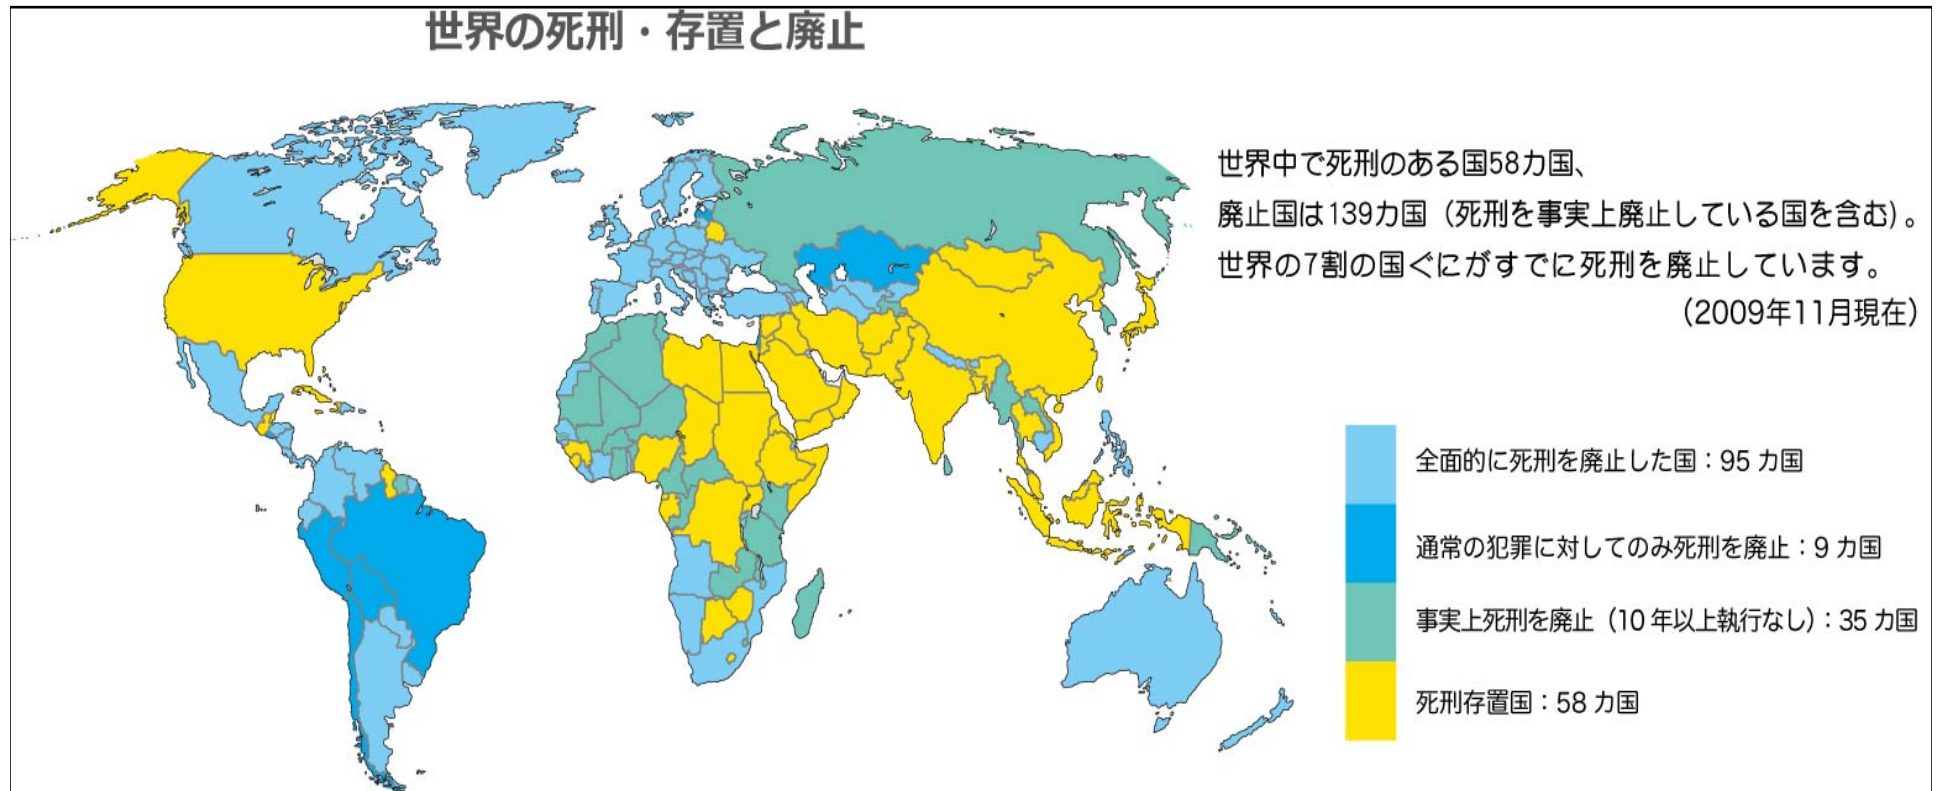 世界の死刑・存置と廃止
世界中で死刑のある国58カ国、
廃止国は139カ国（死刑を事実上廃止している国を含む）。
世界の7割の国ぐにがすでに死刑を廃止しています。
（2009年11月現在）
全面的に死刑を廃止した国：95 カ国
通常の犯罪に対してのみ死刑を廃止：9 カ国
事実上死刑を廃止（10 年以上執行なし）：35 カ国
死刑存置国：58 カ国